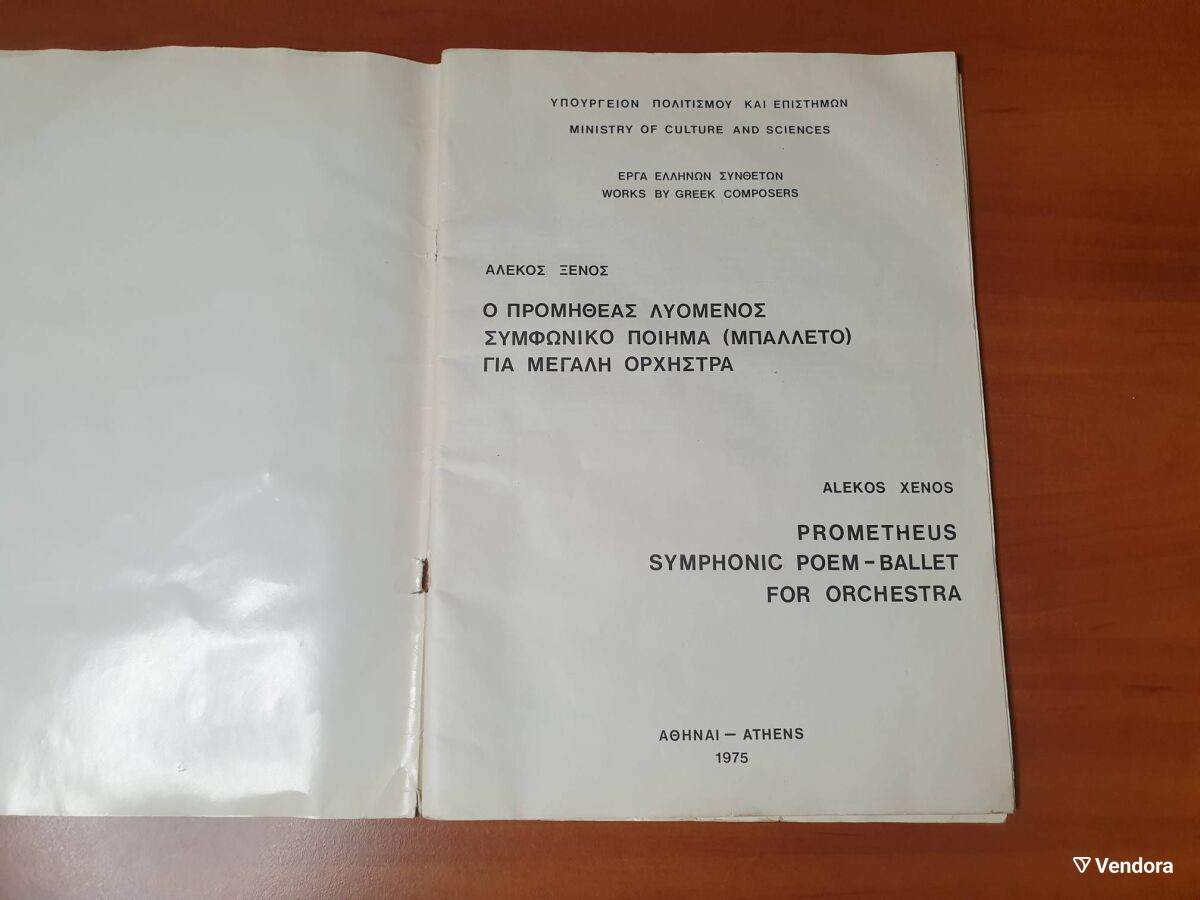 ΥΠΟΥΡΓΕΙΟΝ ΠΟΛΙΤΙΣΜΟΥ ΚΑΙ ΕΠΙΣΤΗΜΩΝ
MINISTRY OF CULTURE AND SCIENCES
ΕΡΓΑ ΕΛΛΗΝΩΝ ΣΥΝΘΕΤΩΝ
WORKS BY GREEK COMPOSERS
ΑΛΕΚΟΣ ΞΕΝΟΣ
Ο ΠΡΟΜΗΘΕΑΣ ΛΥΟΜΕΝΟΣ
ΣΥΜΦΩΝΙΚΟ ΠΟΙΗΜΑ (ΜΠΑΛΛΕΤΟ)
ΓΙΑ ΜΕΓΑΛΗ ΟΡΧΗΣΤΡΑ
ALEKOS XENOS
PROMETHEUS
SYMPHONIC POEM – BALLET
FOR ORCHESTRA
ΑΘΗΝΑΙ — ATHENS
1975
Vendora